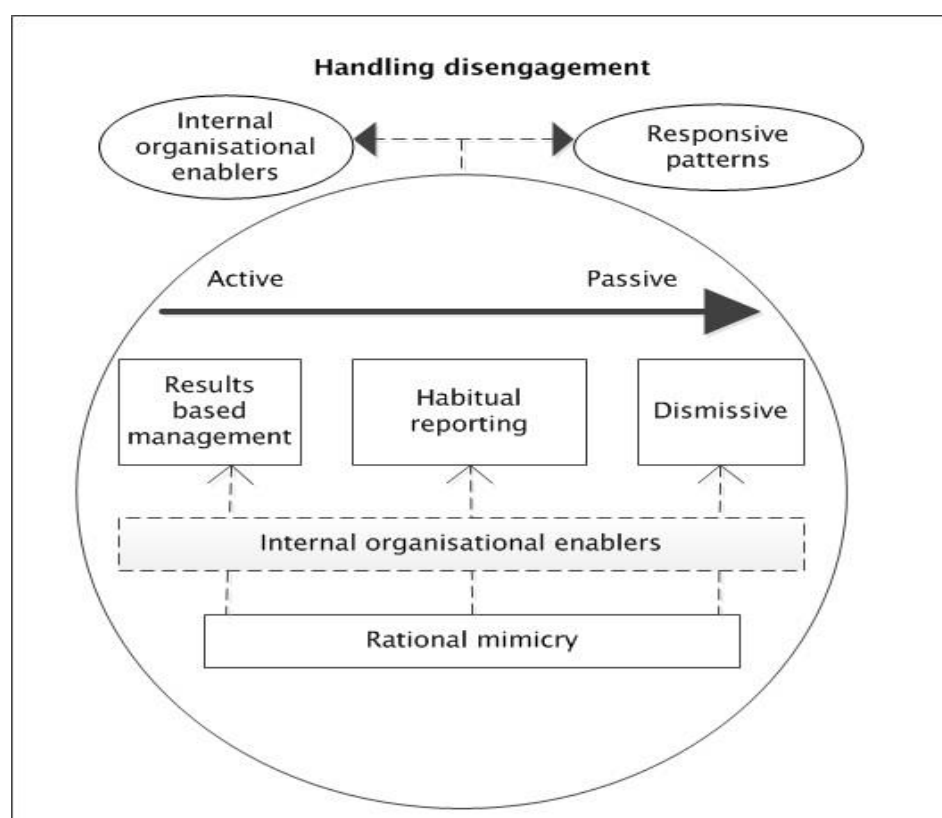 Handling disengagement
Internal
organisational
enablers
Responsive
patterns
Active
Passive
Results
based
management
Habitual
reporting
Dismissive
Internal organisational enablers
Rational mimicry